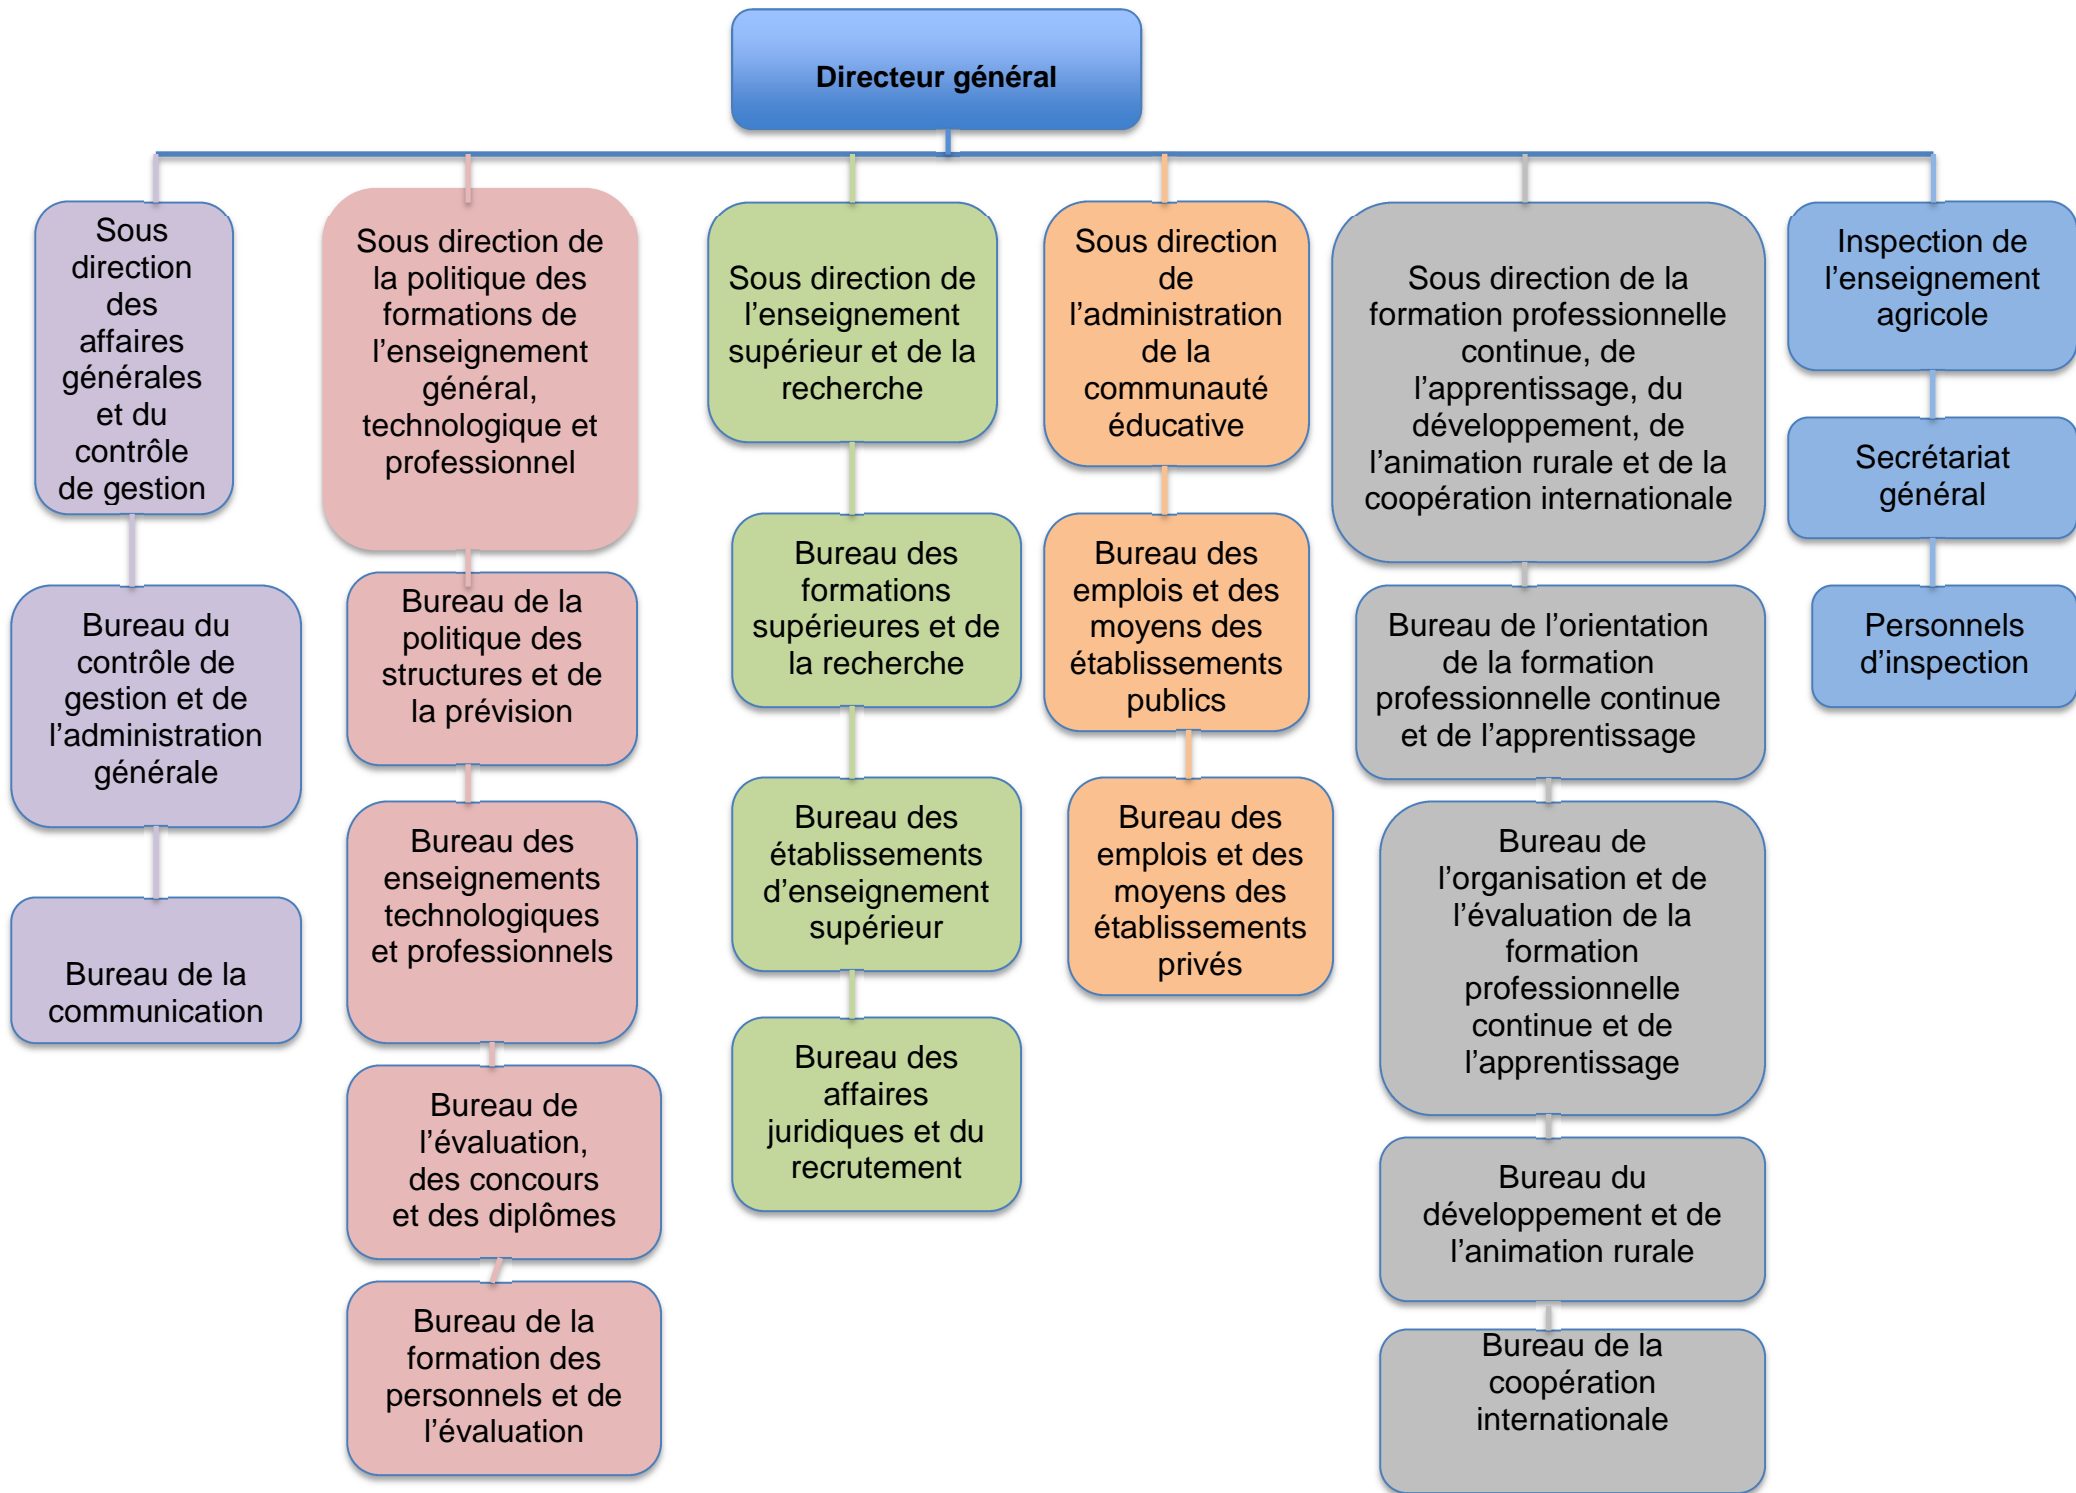 Directeur général
Sous
direction
des
affaires
générales
et du
contrôle
de gestion
Bureau du
contrôle de
gestion et de
l’administration
générale
Bureau de la
communication
Sous direction de
la politique des
formations de
l’enseignement
général,
technologique et
professionnel
Bureau de la
politique des
structures et de
la prévision
Bureau des
enseignements
technologiques
et professionnels
Bureau de
l’évaluation,
des concours
et des diplômes
Bureau de la
formation des
personnels et de
l’évaluation
Sous direction de
l’enseignement
supérieur et de la
recherche
Bureau des
formations
supérieures et de
la recherche
Bureau des
établissements
d’enseignement
supérieur
Bureau des
affaires
juridiques et du
recrutement
Sous direction
de
l’administration
de la
communauté
éducative
Bureau des
emplois et des
moyens des
établissements
publics
Bureau des
emplois et des
moyens des
établissements
privés
Sous direction de la
formation professionnelle
continue, de
l’apprentissage, du
développement, de
l’animation rurale et de la
coopération internationale
Bureau de l’orientation
de la formation
professionnelle continue
et de l’apprentissage
Bureau de
l’organisation et de
l’évaluation de la
formation
professionnelle
continue et de
l’apprentissage
Bureau du
développement et de
l’animation rurale
Bureau de la
coopération
internationale
Inspection de
l’enseignement
agricole
Secrétariat
général
Personnels
d’inspection